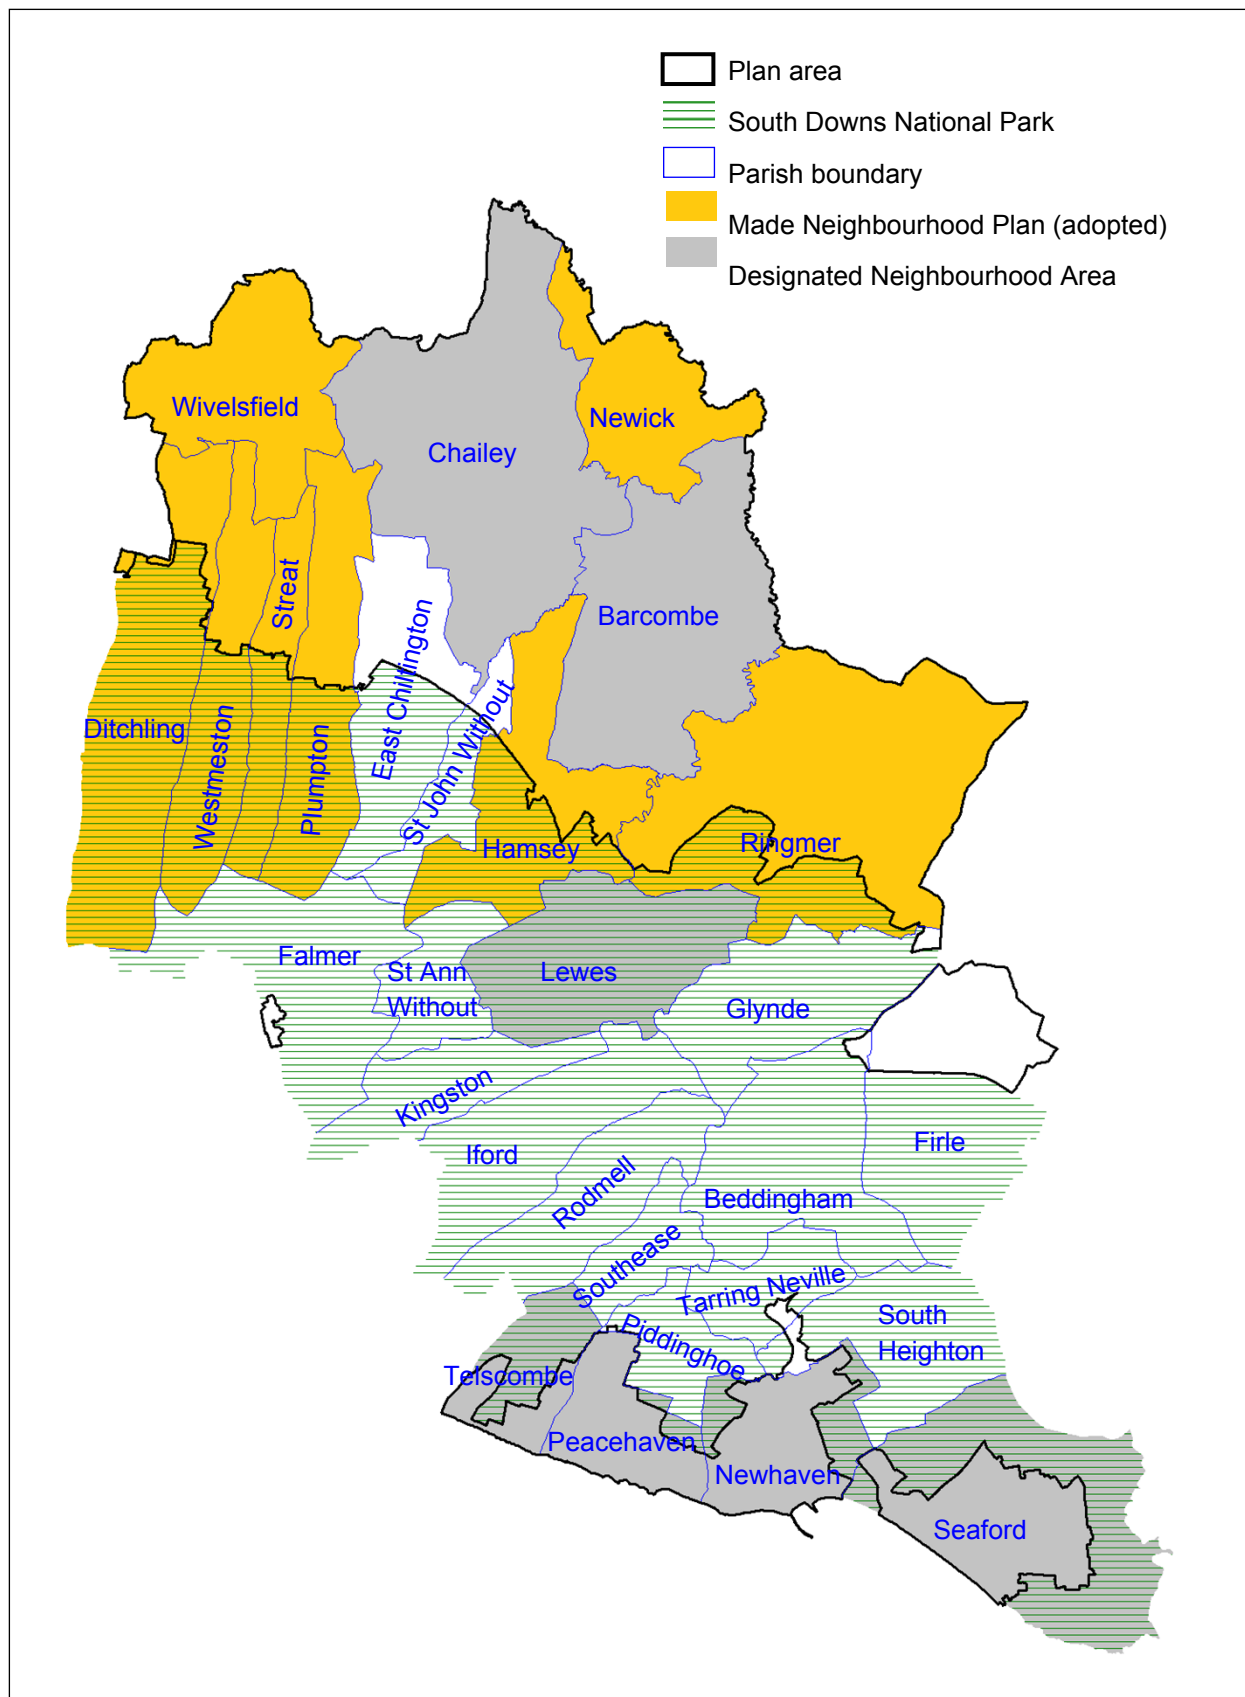 Plan area
South Downs National Park
Parish boundary
Made Neighbourhood Plan (adopted)
Designated Neighbourhood Area
Wivelsfield
Newick
Chailey
Streat
Barcombe
East Chiltington
St John Without
Ditchling
Westmeston
Plumpton
Hamsey
Ringmer
Falmer
St Ann
Without
Lewes
Glynde
Kingston
Iford
Firle
Rodmell
Beddingham
Southease
Tarring Neville
Piddinghoe
South
Heighton
Telscombe
Peacehaven
Newhaven
Seaford